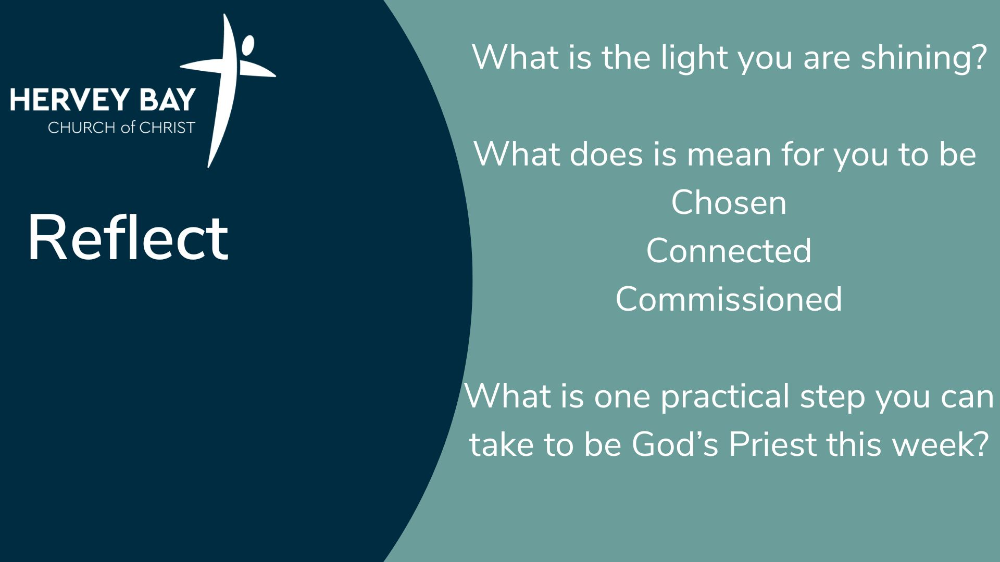 HERVEY BAY
CHURCH of CHRIST
Reflect
What is the light you are shining?
What does is mean for you to be
Chosen
Connected
Commissioned
What is one practical step you can
take to be God’s Priest this week?